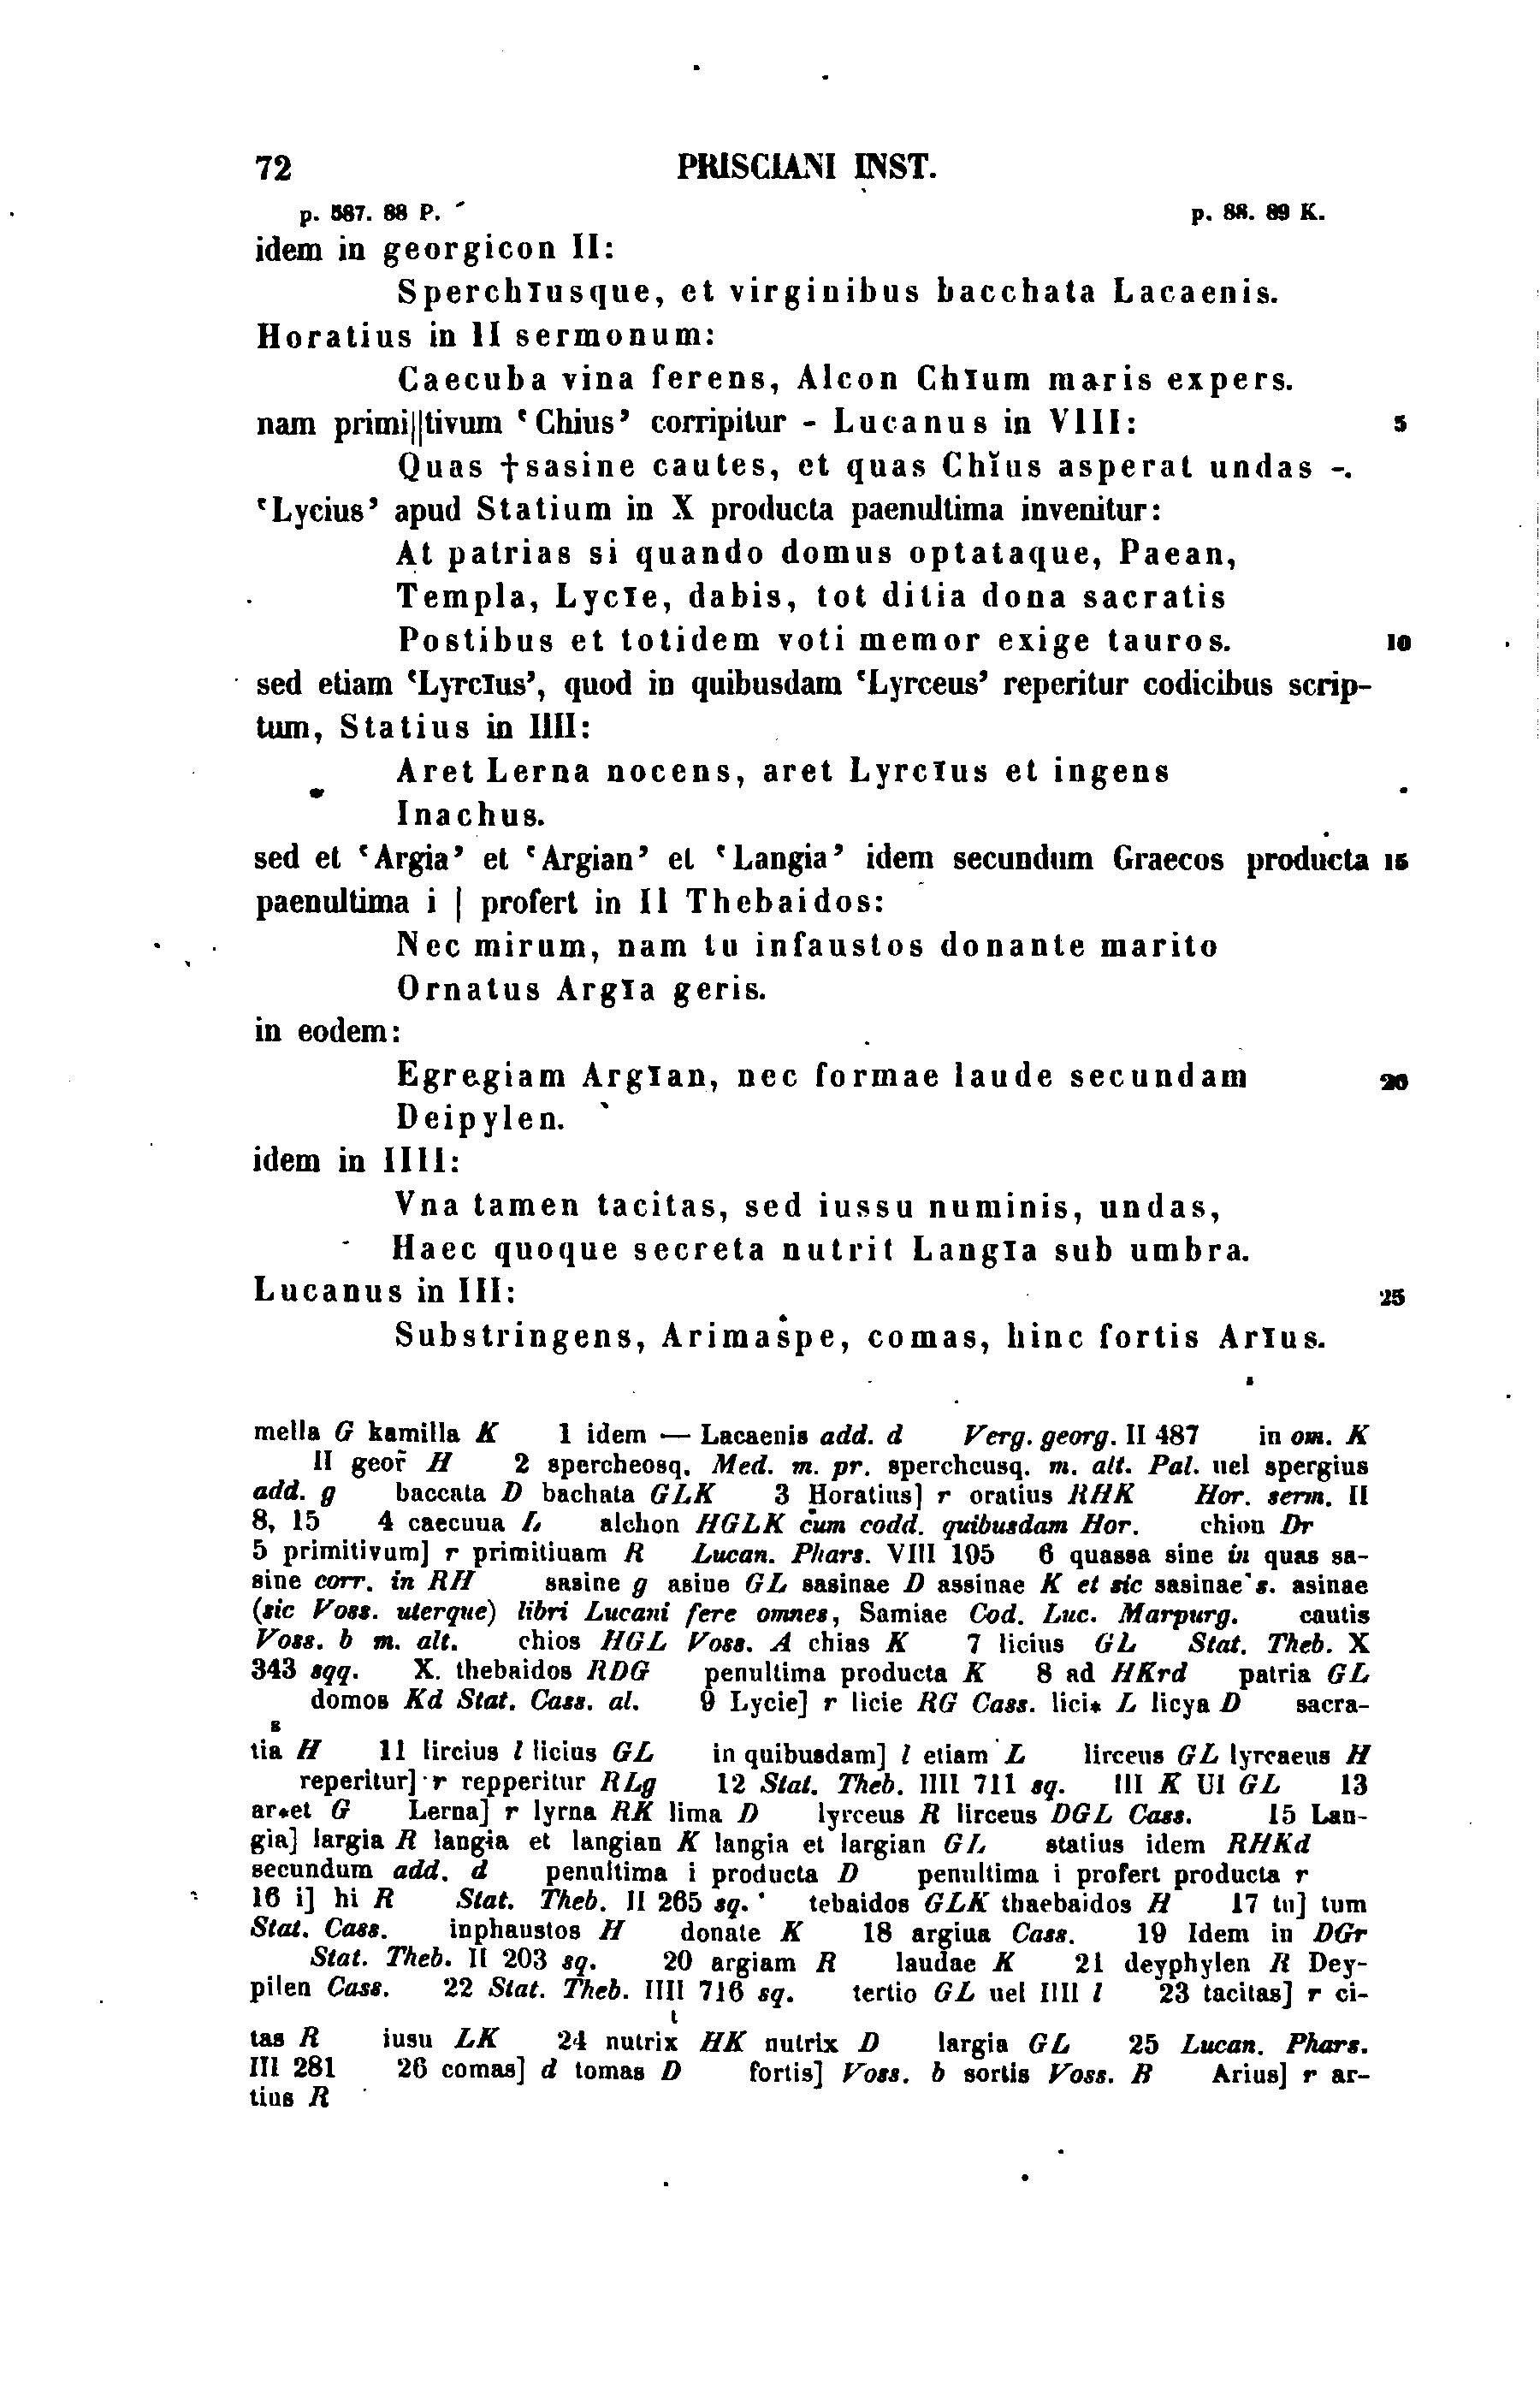 72 PRISCIANI INST.
p. 587. 88 P. p. 88. 89 K.
idem in georgicon II:
Sperchīusque, et virginibus bacchata Lacaenis.
Horatius in II sermonum:
Caecuba vina ferens, Alcon Chīum maris expers.
nam primi||tivum ‘Chius’ corripitur - Lucanus in VIII: 5
Quas †sasine cautes, et quas Chĭus asperat undas -.
‘Lycius’ apud Statium in X producta paenultima invenitur:
At patrias si quando domus optataque, Paean,
Templa, Lycīe, dabis, tot ditia dona sacratis
Postibus et totidem voti memor exige tauros. 10
sed etiam ‘Lyrcīus’, quod in quibusdam ‘Lyrceus’ reperitur codicibus scrip-
tum, Statius in IIII:
Aret Lerna nocens, aret Lyrcīus et ingens
Inachus.
sed et ‘Argia’ et ‘Argian’ et ‘Langia’ idem secundum Graecos producta 15
paenultima i | profert in II Thebaidos:
Nec mirum, nam tu infaustos donante marito
Ornatus Argīa geris.
in eodem:
Egregiam Argīan, nec formae laude secundam 20
Deipylen.
idem in IIII:
Vna tamen tacitas, sed iussu numinis, undas,
Haec quoque secreta nutrit Langīa sub umbra.
Lucanus in III: 25
Substringens, Arimaspe, comas, hinc fortis Arīus.
mella G kamilla K 1 idem — Lacaenis add. d Verg. georg. II 487 in om. K
II geor̄ H 2 spercheosq. Med. m. pr. spercheusq. m. alt. Pal. uel spergius
add. g baccata D bachata GLK 3 Horatius] r oratius RHK Hor. serm. II
8, 15 4 caecuua L alchon HGLK cum codd. quibusdam Hor. chion Dr
5 primitivum] r primitiuam R Lucan. Phars. VIII 195 6 quassa sine in quas sa-
sine corr. in RH sasine g asine GL sasinae D assinae K et sic sasinae s. asinae
(sic Voss. uterque) libri Lucani fere omnes, Samiae Cod. Luc. Marpurg. cautis
Voss. b m. alt. chios HGL Voss. A chias K 7 licius GL Stat. Theb. X
343 sqq. X. thebaidos RDG penultima producta K 8 ad HKrd patria GL
domos Kd Stat. Cass. al. 9 Lycie] r licie RG Cass. lici* L licya D sacra-
s
tia H 11 lircius l licius GL in quibusdam] l etiam L lirceus GL lyrcaeus H
reperitur] r repperitur RLg 12 Stat. Theb. IIII 711 sq. III K UI GL 13
ar*et G Lerna] r lyrna RK lima D lyrceus R lirceus DGL Cass. 15 Lan-
gia] largia R langia et langian K langia et largian GL statius idem RHKd
secundum add. d penultima i producta D penultima i profert producta r
16 i] hi R Stat. Theb. II 265 sq. tebaidos GLK thaebaidos H 17 tu] tum
Stat. Cass. inphaustos H donate K 18 argiua Cass. 19 Idem in DGr
Stat. Theb. II 203 sq. 20 argiam R laudae K 21 deyphylen R Dey-
pilen Cass. 22 Stat. Theb. IIII 716 sq. tertio GL uel IIII l 23 tacitas] r ci-
t
tas R iusu LK 24 nutrix HK nutrix D largia GL 25 Lucan. Phars.
III 281 26 comas] d tomas D fortis] Voss. b sortis Voss. B Arius] r ar-
tius R